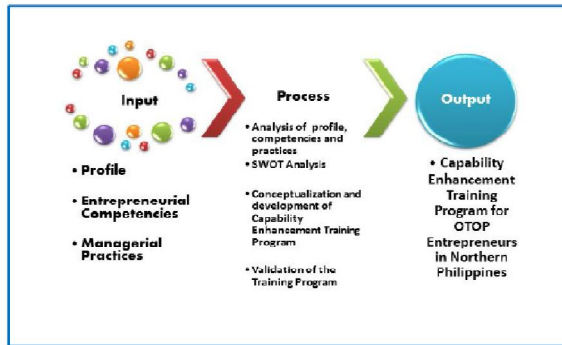 Input
• Profile
• Entrepreneurial
Competencies
• Managerial
Practices
Process
• Analysis of profile,
competencies and
practices
• SWOT Analysis
• Conceptualization and
development of
Capability
Enhancement Training
Program
• Validation of the
Training Program
Output
• Capability
Enhancement
Training
Program for
OTOP
Entrepreneurs
in Northern
Philippines